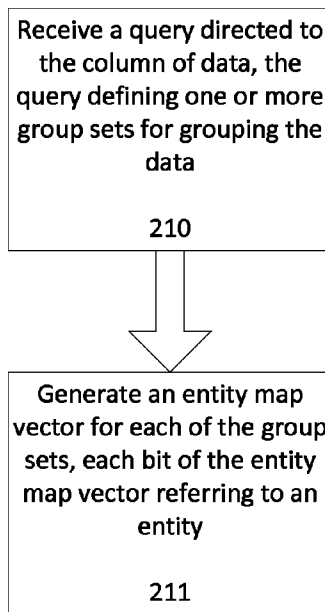 Receive a query directed to
the column of data, the
query defining one or more
group sets for grouping the
data
210
Generate an entity map
vector for each of the group
sets, each bit of the entity
map vector referring to an
entity
211